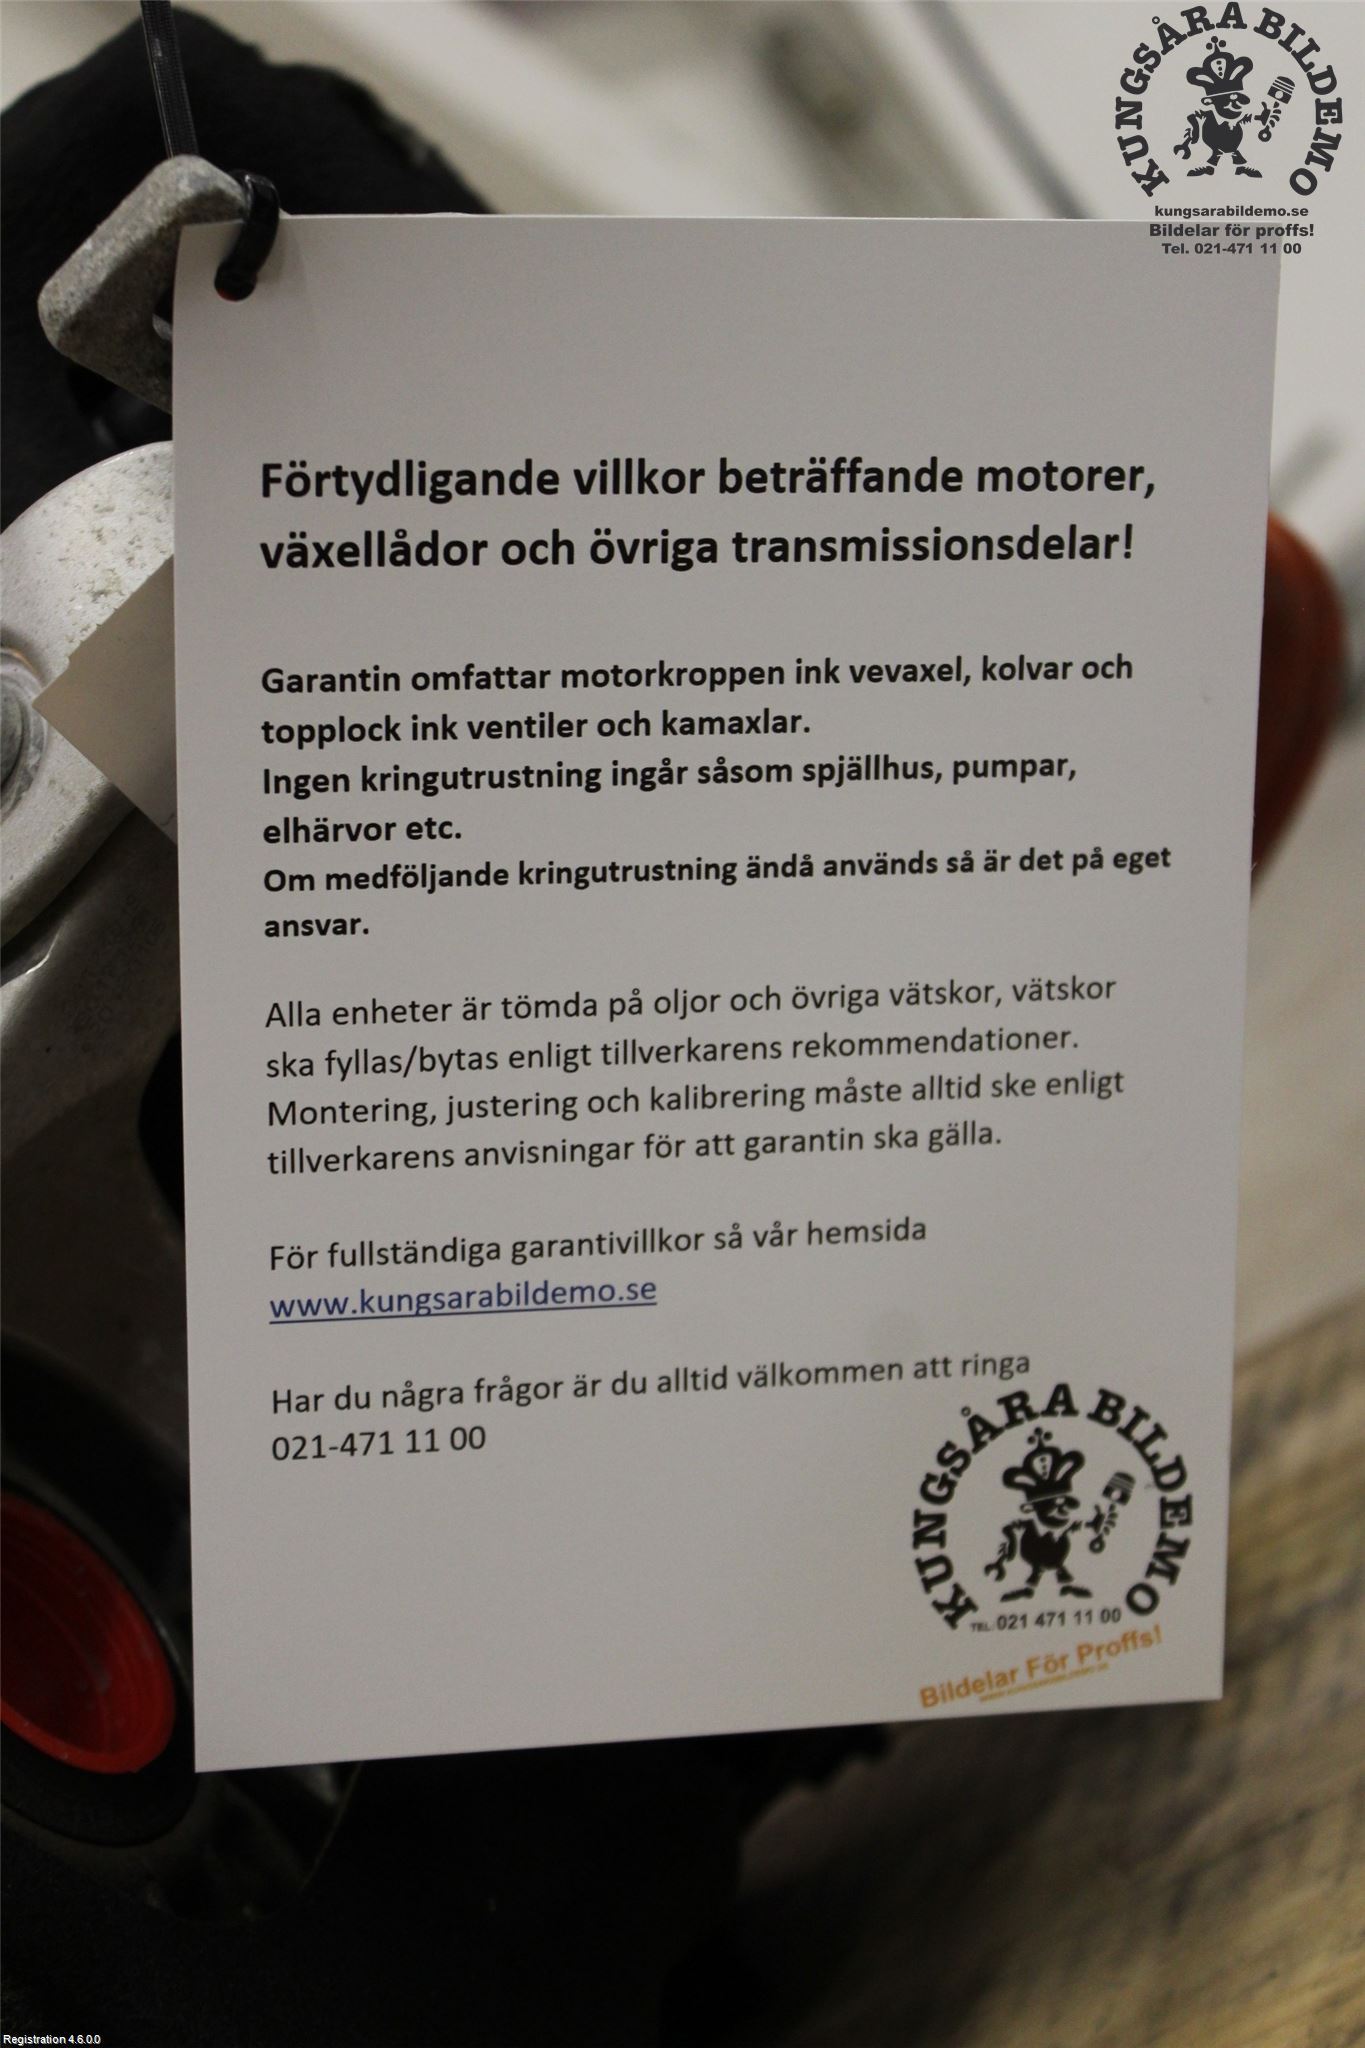 KUNGSÅRA BILDEMO
kungsarabildemo.se
Bildelar för proffs!
Tel. 021-471 11 00
Förtydligande villkor beträffande motorer,
växellådor och övriga transmissionsdelar!
Garantin omfattar motorkroppen ink vevaxel, kolvar och
topplock ink ventiler och kamaxlar.
Ingen kringutrustning ingår såsom spjällhus, pumpar,
elhärvor etc.
Om medföljande kringutrustning ändå används så är det på eget
ansvar.
Alla enheter är tömda på oljor och övriga vätskor, vätskor
ska fyllas/bytas enligt tillverkarens rekommendationer.
Montering, justering och kalibrering måste alltid ske enligt
tillverkarens anvisningar för att garantin ska gälla.
För fullständiga garantivillkor så vår hemsida
www.kungsarabildemo.se
Har du några frågor är du alltid välkommen att ringa
021-471 11 00
KUNGSÅRA BILDEMO
TEL. 021 471 11 00
Bildelar För Proffs!
Registration 4.6.0.0